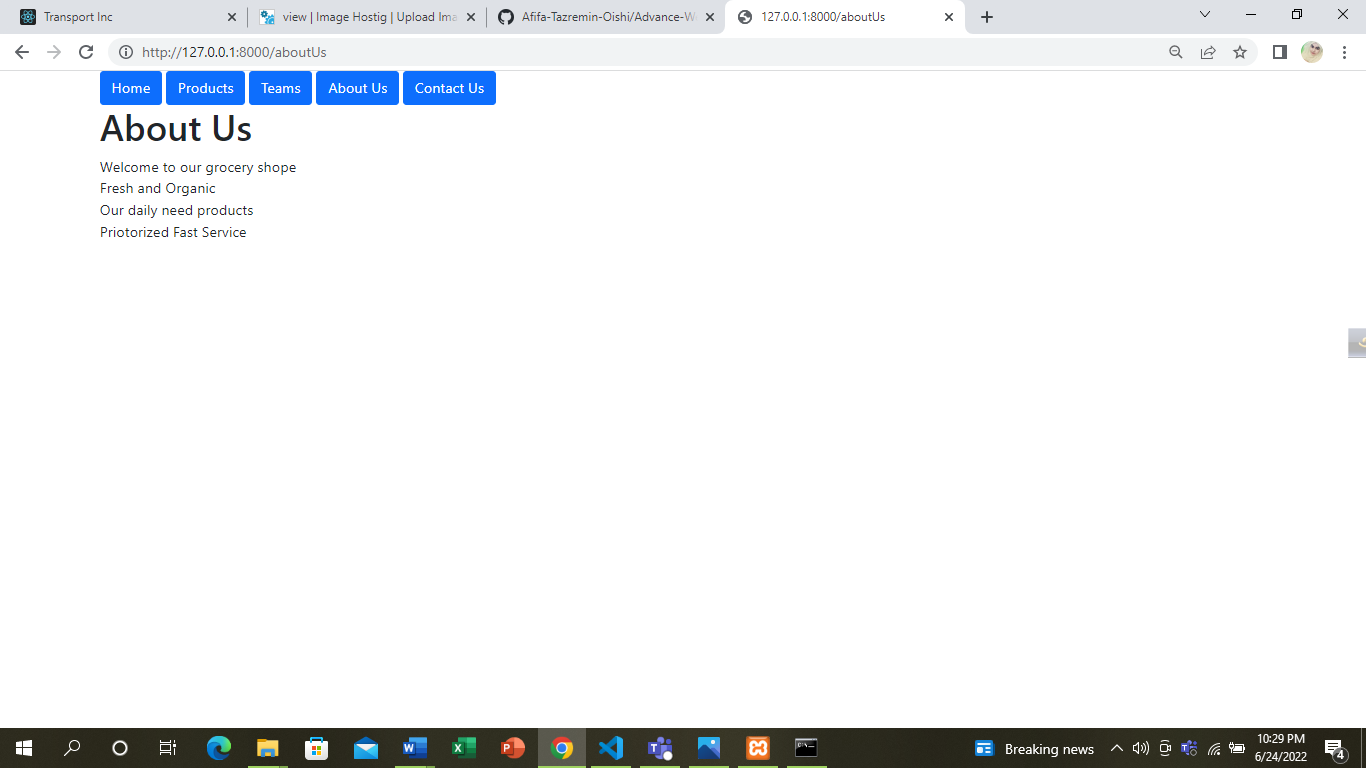 Transport Inc
view | Image Hostig | Upload Ima
Afifa-Tazremin-Oishi/Advance-W
127.0.0.1:8000/aboutUs
http://127.0.0.1:8000/aboutUs
Home Products Teams About Us Contact Us
About Us
Welcome to our grocery shope
Fresh and Organic
Our daily need products
Priotorized Fast Service
Breaking news
10:29 PM
6/24/2022
4